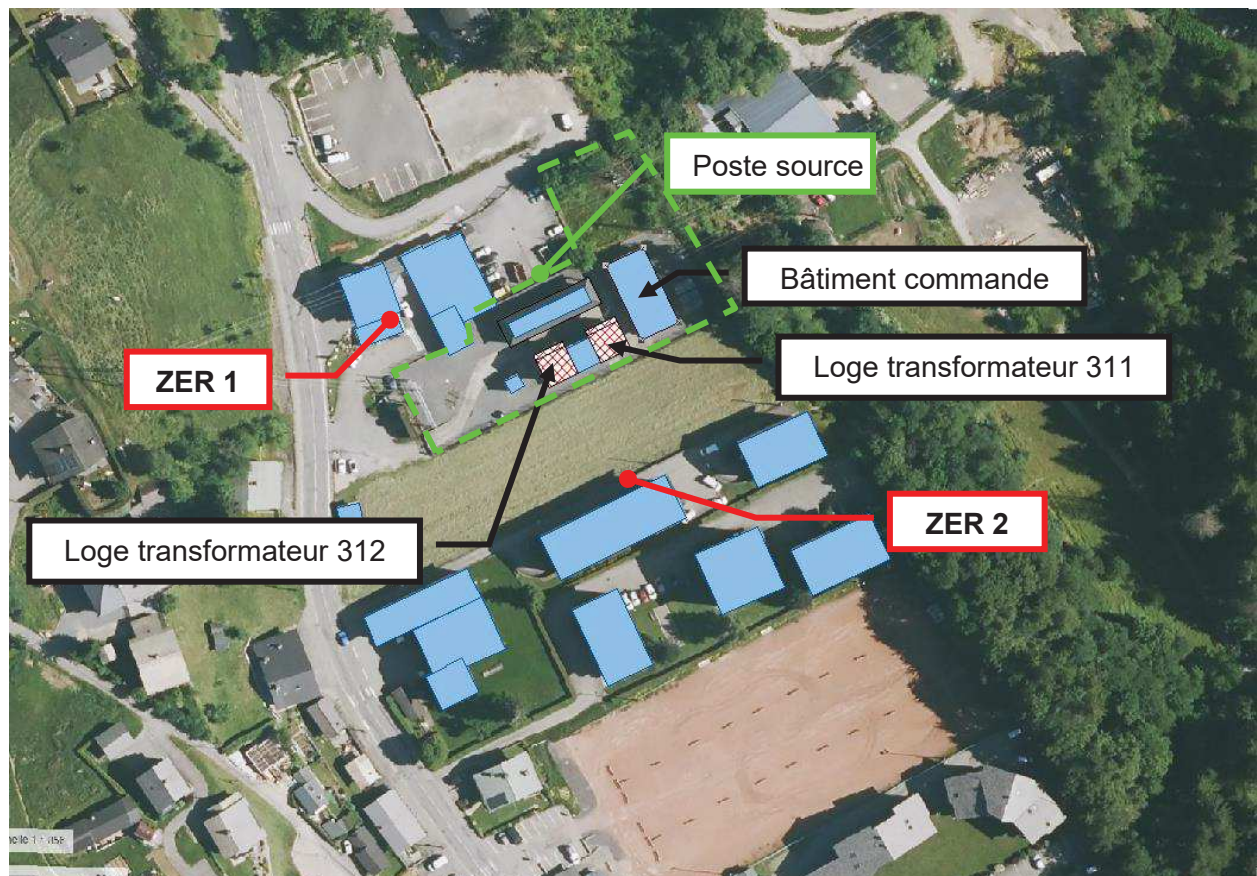 Poste source
Bâtiment commande
Loge transformateur 311
ZER 1
ZER 2
Loge transformateur 312